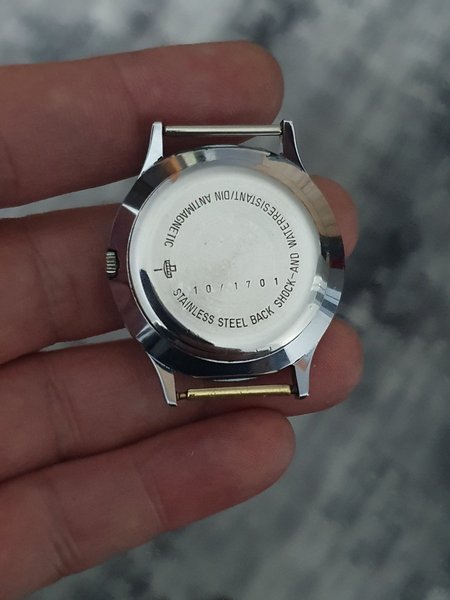 STAINLESS STEEL BACK SHOCK-AND WATERRESISTANT/DIN ANTIMAGNETIC
10/1701